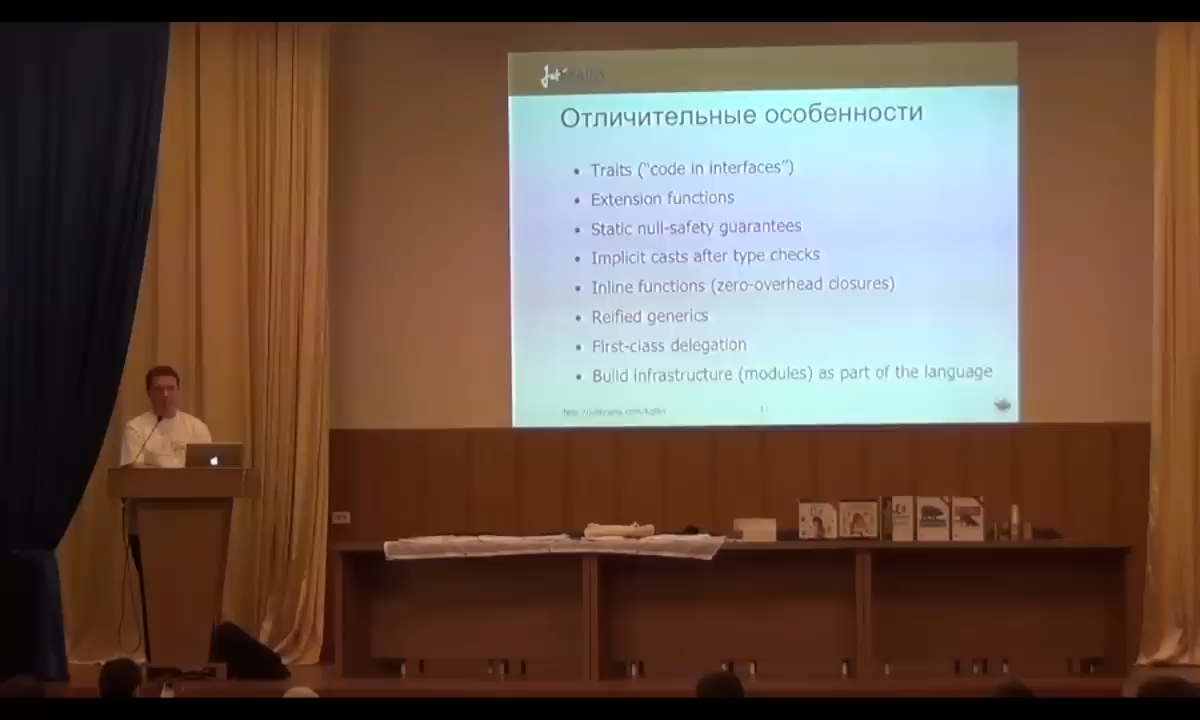 Отличительные особенности
• Traits ("code in interfaces")
• Extension functions
• Static null-safety guarantees
• Implicit casts after type checks
• Inline functions (zero-overhead closures)
• Reified generics
• First-class delegation
• Build infrastructure (modules) as part of the language